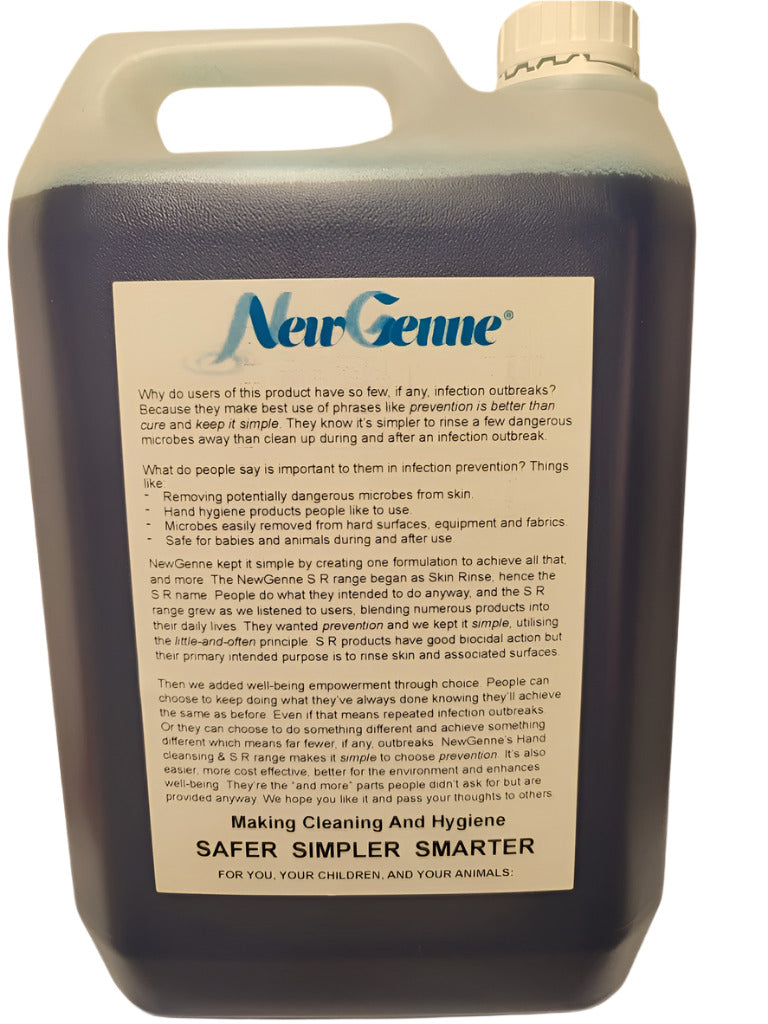 NewGenne®
Why do users of this product have so few, if any, infection outbreaks?
Because they make best use of phrases like prevention is better than
cure and keep it simple. They know it's simpler to rinse a few dangerous
microbes away than clean up during and after an infection outbreak.
What do people say is important to them in infection prevention? Things
like:
- Removing potentially dangerous microbes from skin.
- Hand hygiene products people like to use.
- Microbes easily removed from hard surfaces, equipment and fabrics.
- Safe for babies and animals during and after use.
NewGenne kept it simple by creating one formulation to achieve all that,
and more. The NewGenne S R range began as Skin Rinse, hence the
S R name. People do what they intended to do anyway, and the S R
range grew as we listened to users, blending numerous products into
their daily lives. They wanted prevention and we kept it simple, utilising
the little-and-often principle. S R products have good biocidal action but
their primary intended purpose is to rinse skin and associated surfaces.
Then we added well-being empowerment through choice. People can
choose to keep doing what they've always done knowing they'll achieve
the same as before. Even if that means repeated infection outbreaks.
Or they can choose to do something different and achieve something
different which means far fewer, if any, outbreaks. NewGenne's Hand
cleansing & S R range makes it simple to choose prevention. It's also
easier, more cost effective, better for the environment and enhances
well-being. They're the "and more" parts people didn't ask for but are
provided anyway. We hope you like it and pass your thoughts to others.
Making Cleaning And Hygiene
SAFER SIMPLER SMARTER
FOR YOU, YOUR CHILDREN, AND YOUR ANIMALS: